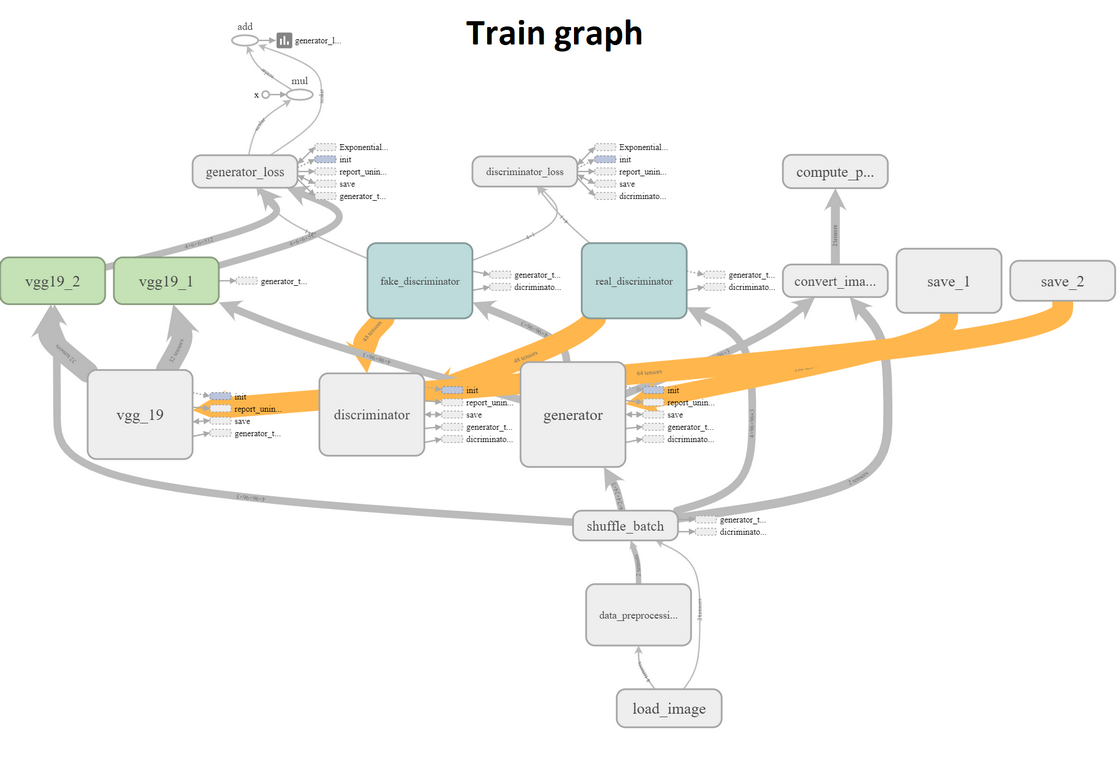 Train graph
add
generator_l...
mul
x
generator_loss
Exponential...
init
report_unin...
save
generator_t...
discriminator_loss
Exponential...
init
report_unin...
save
dicriminato...
compute_p...
vgg19_2
vgg19_1
generator_t...
fake_discriminator
generator_t...
dicriminato...
real_discriminator
generator_t...
dicriminato...
convert_ima...
save_1
save_2
vgg_19
init
report_unin...
save
generator_t...
discriminator
init
report_unin...
save
generator_t...
dicriminato...
generator
init
report_unin...
save
generator_t...
dicriminato...
48 tensors
64 tensors
shuffle_batch
generator_t...
dicriminato...
data_preprocessi...
load_image